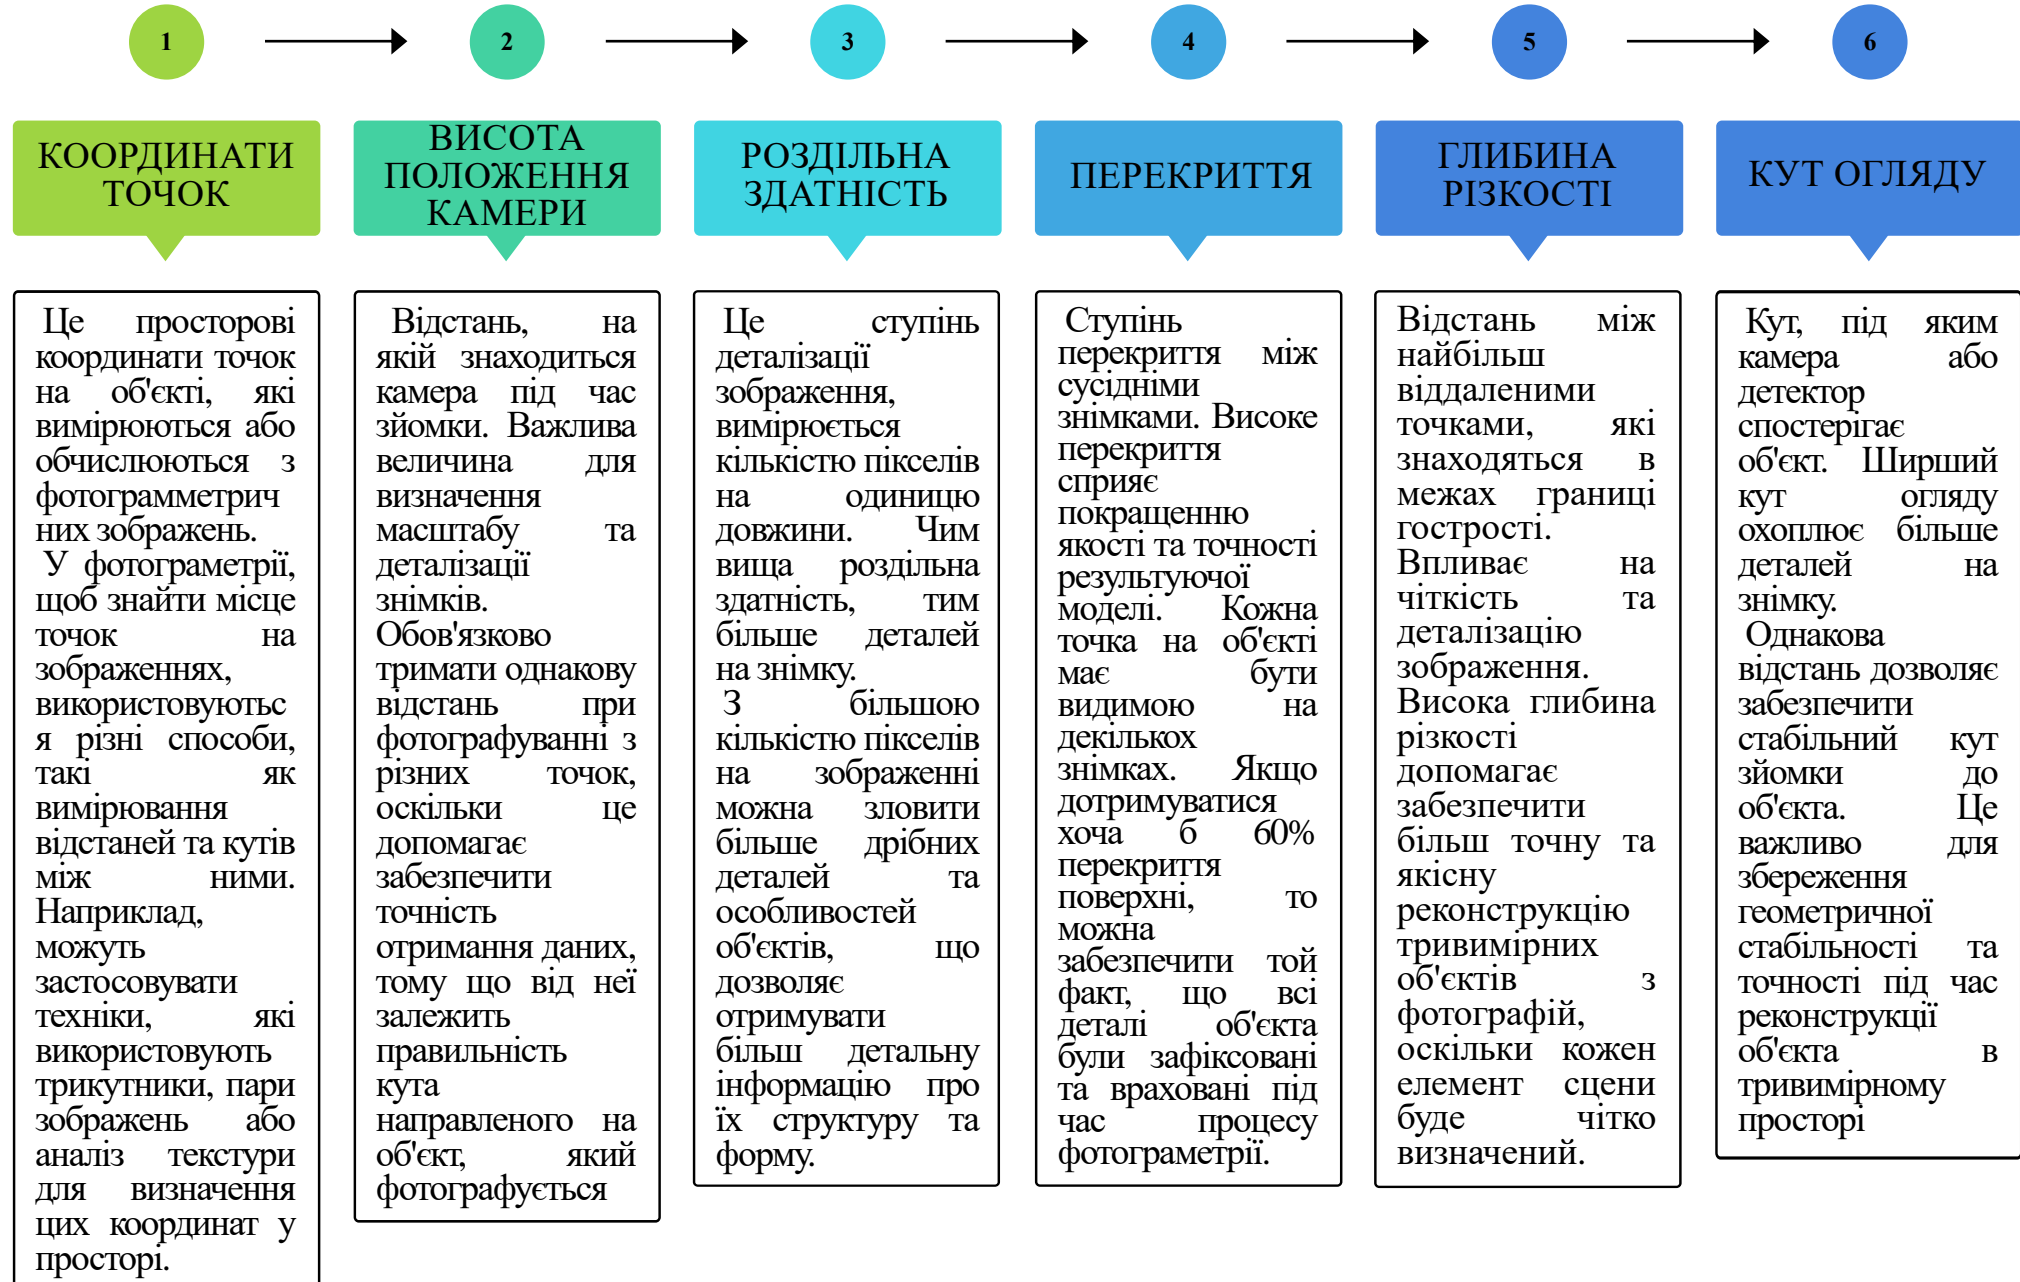 1
2
3
4
5
6
КООРДИНАТИ
ТОЧОК
ВИСОТА
ПОЛОЖЕННЯ
КАМЕРИ
РОЗДІЛЬНА
ЗДАТНІСТЬ
ПЕРЕКРИТТЯ
ГЛИБИНА
РІЗКОСТІ
КУТ ОГЛЯДУ
Це просторові
координати точок
на об'єкті, які
вимірюються або
обчислюються з
фотограмметрич
них зображень.
У фотограметрії,
щоб знайти місце
точок на
зображеннях,
використовуютьс
я різні способи,
такі як
вимірювання
відстаней та кутів
між ними.
Наприклад,
можуть
застосовувати
техніки, які
використовують
трикутники, пари
зображень або
аналіз текстури
для визначення
цих координат у
просторі.
Відстань, на
якій знаходиться
камера під час
зйомки. Важлива
величина для
визначення
масштабу та
деталізації
знімків.
Обов'язково
тримати однакову
відстань при
фотографуванні з
різних точок,
оскільки це
допомагає
забезпечити
точність
отримання даних,
тому що від неї
залежить
правильність
кута
направленого на
об'єкт, який
фотографується
Це ступінь
деталізації
зображення,
вимірюється
кількістю пікселів
на одиницю
довжини. Чим
вища роздільна
здатність, тим
більше деталей
на знімку.
З більшою
кількістю пікселів
на зображенні
можна зловити
більше дрібних
деталей та
особливостей
об'єктів, що
дозволяє
отримувати
більш детальну
інформацію про
їх структуру та
форму.
Ступінь
перекриття між
сусідніми
знімками. Високе
перекриття
сприяє
покращенню
якості та точності
результуючої
моделі. Кожна
точка на об'єкті
має бути
видимою на
декількох
знімках. Якщо
дотримуватися
хоча б 60%
перекриття
поверхні, то
можна
забезпечити той
факт, що всі
деталі об'єкта
були зафіксовані
та враховані під
час процесу
фотограметрії.
Відстань між
найбільш
віддаленими
точками, які
знаходяться в
межах границі
гострості.
Впливає на
чіткість та
деталізацію
зображення.
Висока глибина
різкості
допомагає
забезпечити
більш точну та
якісну
реконструкцію
тривимірних
об'єктів з
фотографій,
оскільки кожен
елемент сцени
буде чітко
визначений.
Кут, під яким
камера або
детектор
спостерігає
об'єкт. Ширший
кут огляду
охоплює більше
деталей на
знімку.
Однакова
відстань дозволяє
забезпечити
стабільний кут
зйомки до
об'єкта. Це
важливо для
збереження
геометричної
стабільності та
точності під час
реконструкції
об'єкта в
тривимірному
просторі